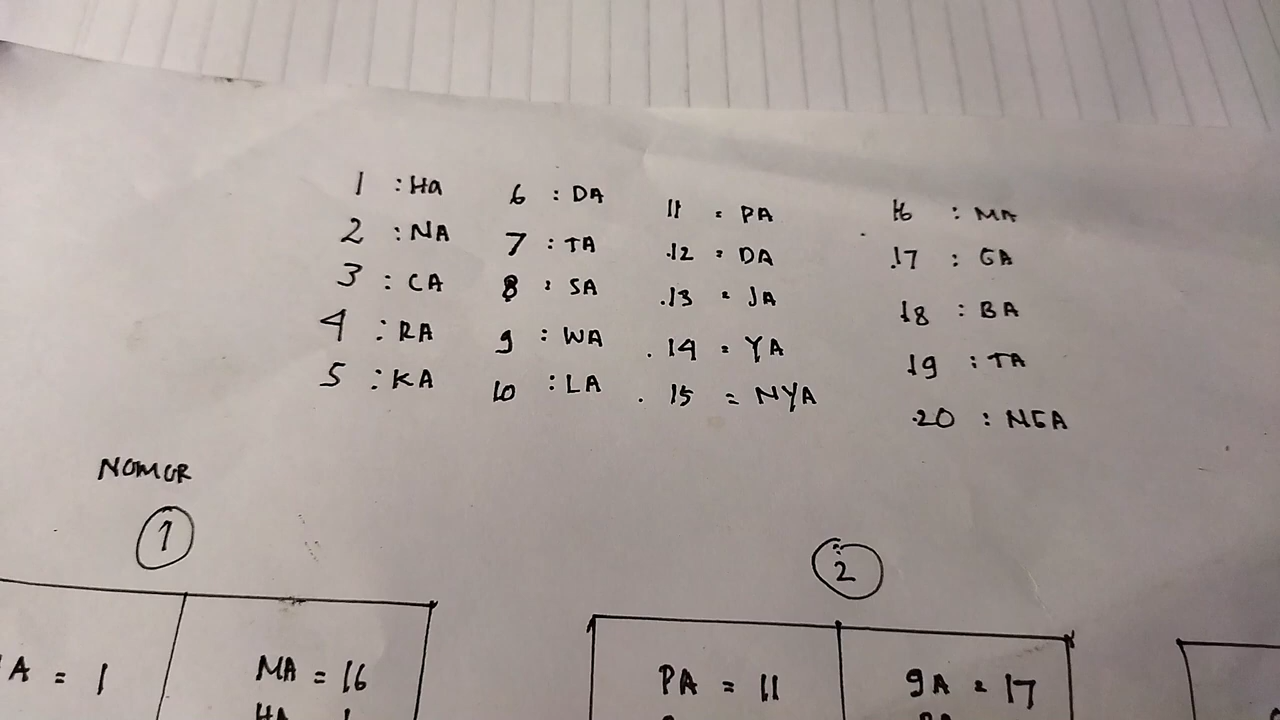 1 : Ha
2 : NA
3 : CA
4 : RA
5 : KA
6 : DA
7 : TA
8 : SA
9 : WA
10 : LA
11 = PA
.12 = DA
.13 = JA
. 14 = YA
. 15 = NYA
16 : MA
.17 : GA
18 : BA
19 : TA
.20 : NGA
NOMOR
1
2
A = 1
MA = 16
PA = 11
gA = 17